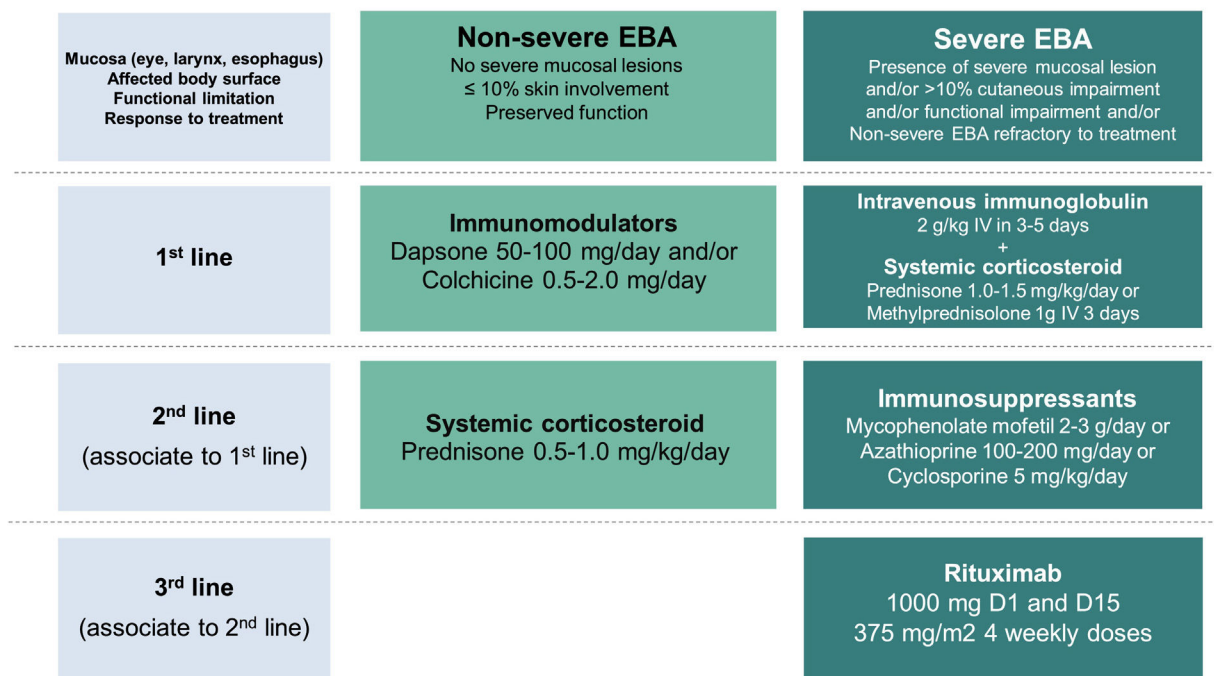 Mucosa (eye, larynx, esophagus)
Affected body surface
Functional limitation
Response to treatment
Non-severe EBA
No severe mucosal lesions
≤ 10% skin involvement
Preserved function
Severe EBA
Presence of severe mucosal lesion
and/or >10% cutaneous impairment
and/or functional impairment and/or
Non-severe EBA refractory to treatment
1st line
Immunomodulators
Dapsone 50-100 mg/day and/or
Colchicine 0.5-2.0 mg/day
Intravenous immunoglobulin
2 g/kg IV in 3-5 days
+
Systemic corticosteroid
Prednisone 1.0-1.5 mg/kg/day or
Methylprednisolone 1g IV 3 days
2nd line
(associate to 1st line)
Systemic corticosteroid
Prednisone 0.5-1.0 mg/kg/day
Immunosuppressants
Mycophenolate mofetil 2-3 g/day or
Azathioprine 100-200 mg/day or
Cyclosporine 5 mg/kg/day
3rd line
(associate to 2nd line)
Rituximab
1000 mg D1 and D15
375 mg/m2 4 weekly doses